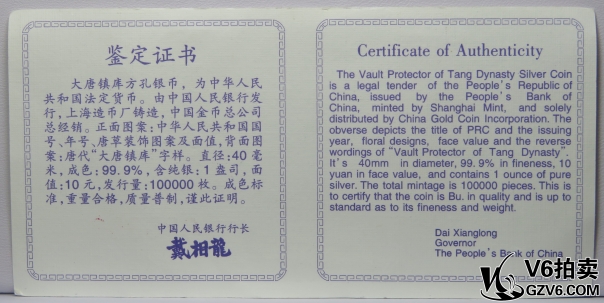 鉴定证书
大唐镇库方孔银币，为中华人民
共和国法定货币。由中国人民银行发
行，上海造币厂铸造，中国金币总公司
总经销。正面图案：中华人民共和国国
号、年号、唐草装饰图案及面值，背面图
案：唐代“大唐镇库”字样。直径：40毫
米，成色：99.9%，含纯银：1盎司，面
值：10元，发行量：100000枚。成色标
准，重量合格，质量普制，谨此证明。
中国人民银行行长
戴相龍
Certificate of Authenticity
The Vault Protector of Tang Dynasty Silver Coin
is a legal tender of the People's Republic of
China, issued by the People's Bank of
China, minted by Shanghai Mint, and solely
distributed by China Gold Coin Incorporation. The
obverse depicts the title of PRC and the issuing
year, floral designs, face value and the reverse
wordings of "Vault Protector of Tang Dynasty".
It's 40mm in diameter, 99.9% in fineness, 10
yuan in face value, and contains 1 ounce of pure
silver. The total mintage is 100000 pieces. This is
to certify that the coin is Bu. in quality and is up to
standard as to its fineness and weight.
Dai Xianglong
Governor
The People's Bank of China
V6拍卖
GZV6.COM